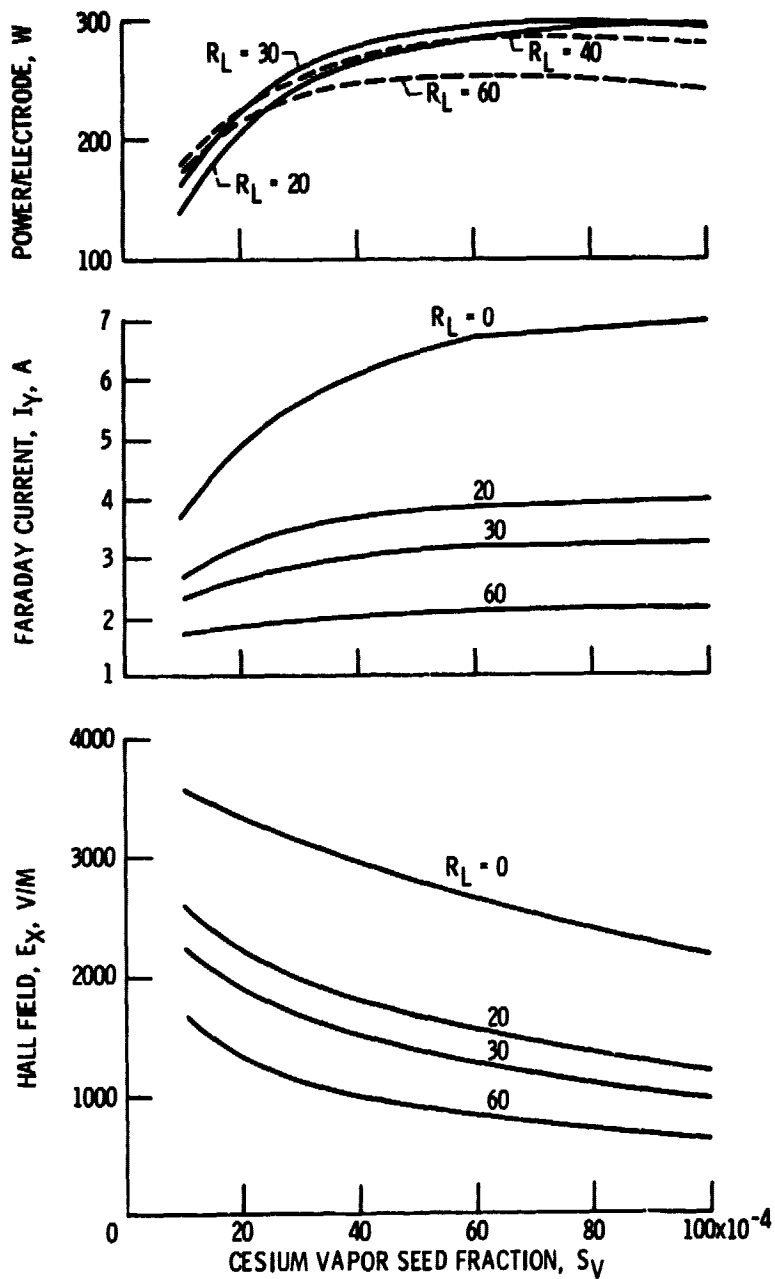 POWER/ELECTRODE, W
300
200
100
R_L = 30
R_L = 40
R_L = 60
R_L = 20
FARADAY CURRENT, I_Y, A
7
6
5
4
3
2
1
R_L = 0
20
30
60
HALL FIELD, E_X, V/M
4000
3000
2000
1000
0
R_L = 0
20
30
60
20 40 60 80 100x10^-4
CESIUM VAPOR SEED FRACTION, S_V